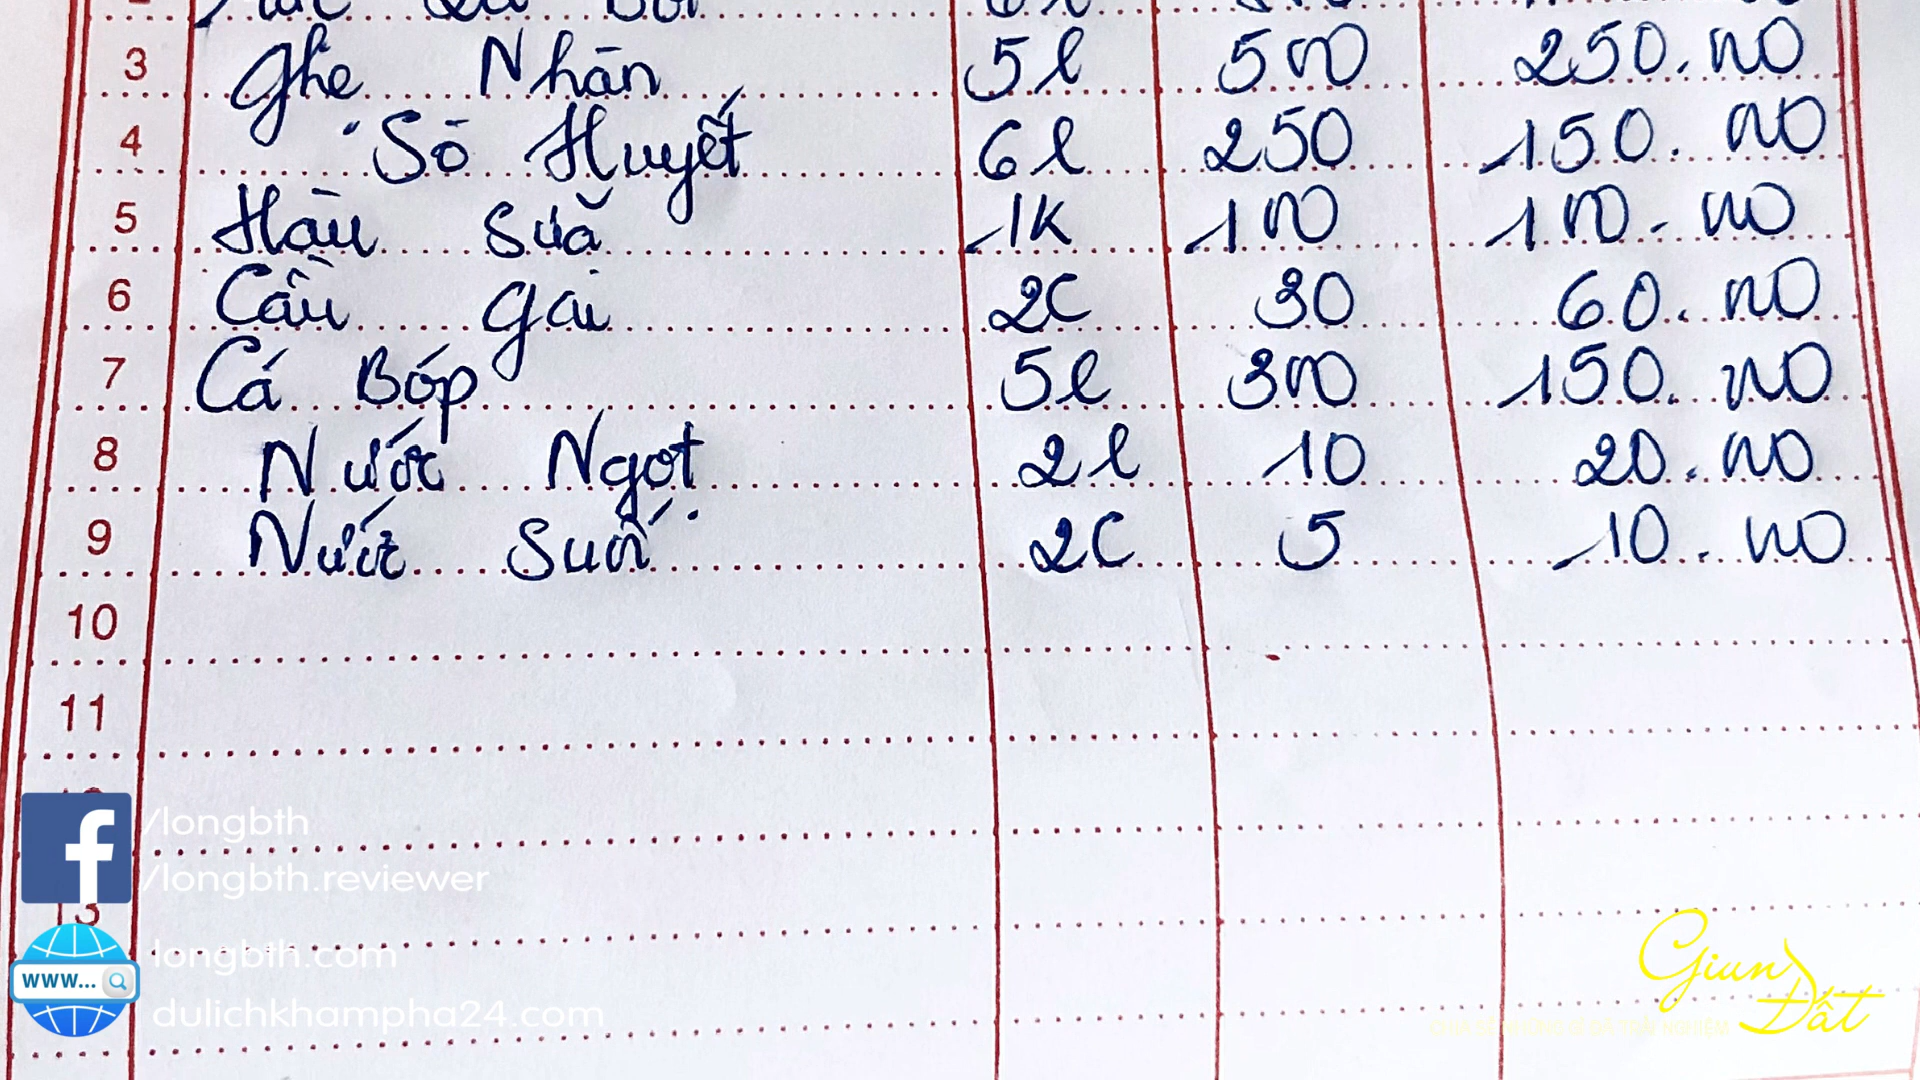 3 Ghẹ Nhàn 5l 500 250.000
4 Sò Huyết 6l 250 150.000
5 Hàu sữa 1K 100 100.000
6 Cầu gai 2C 30 60.000
7 Cá Bóp 5l 300 150.000
8 Nước Ngọt 2l 10 20.000
9 Nước suối 2C 5 10.000
10
11
13
/longbth
/longbth.reviewer
www...
longbth.com
dulichkhampha24.com
Giun Đất